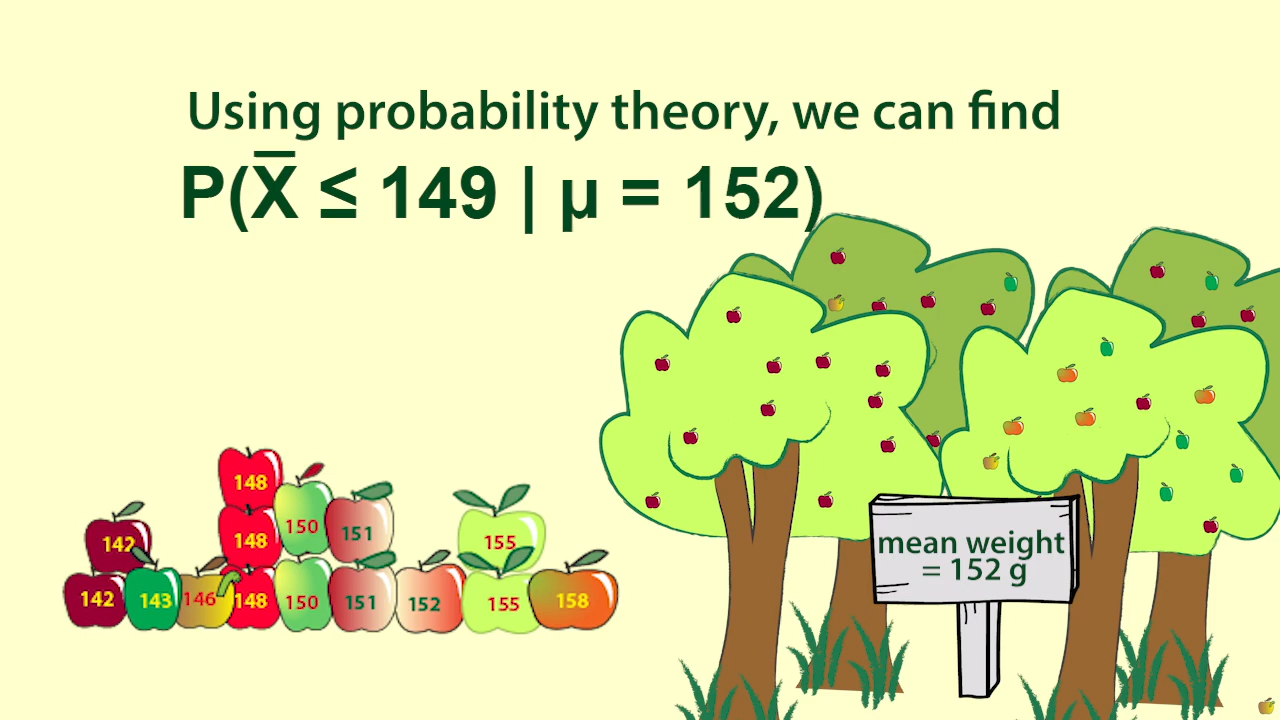 Using probability theory, we can find
P(X̅ ≤ 149 | µ = 152)
148
142 148 150 151 155
142 143 146 148 150 151 152 155 158
mean weight
= 152 g